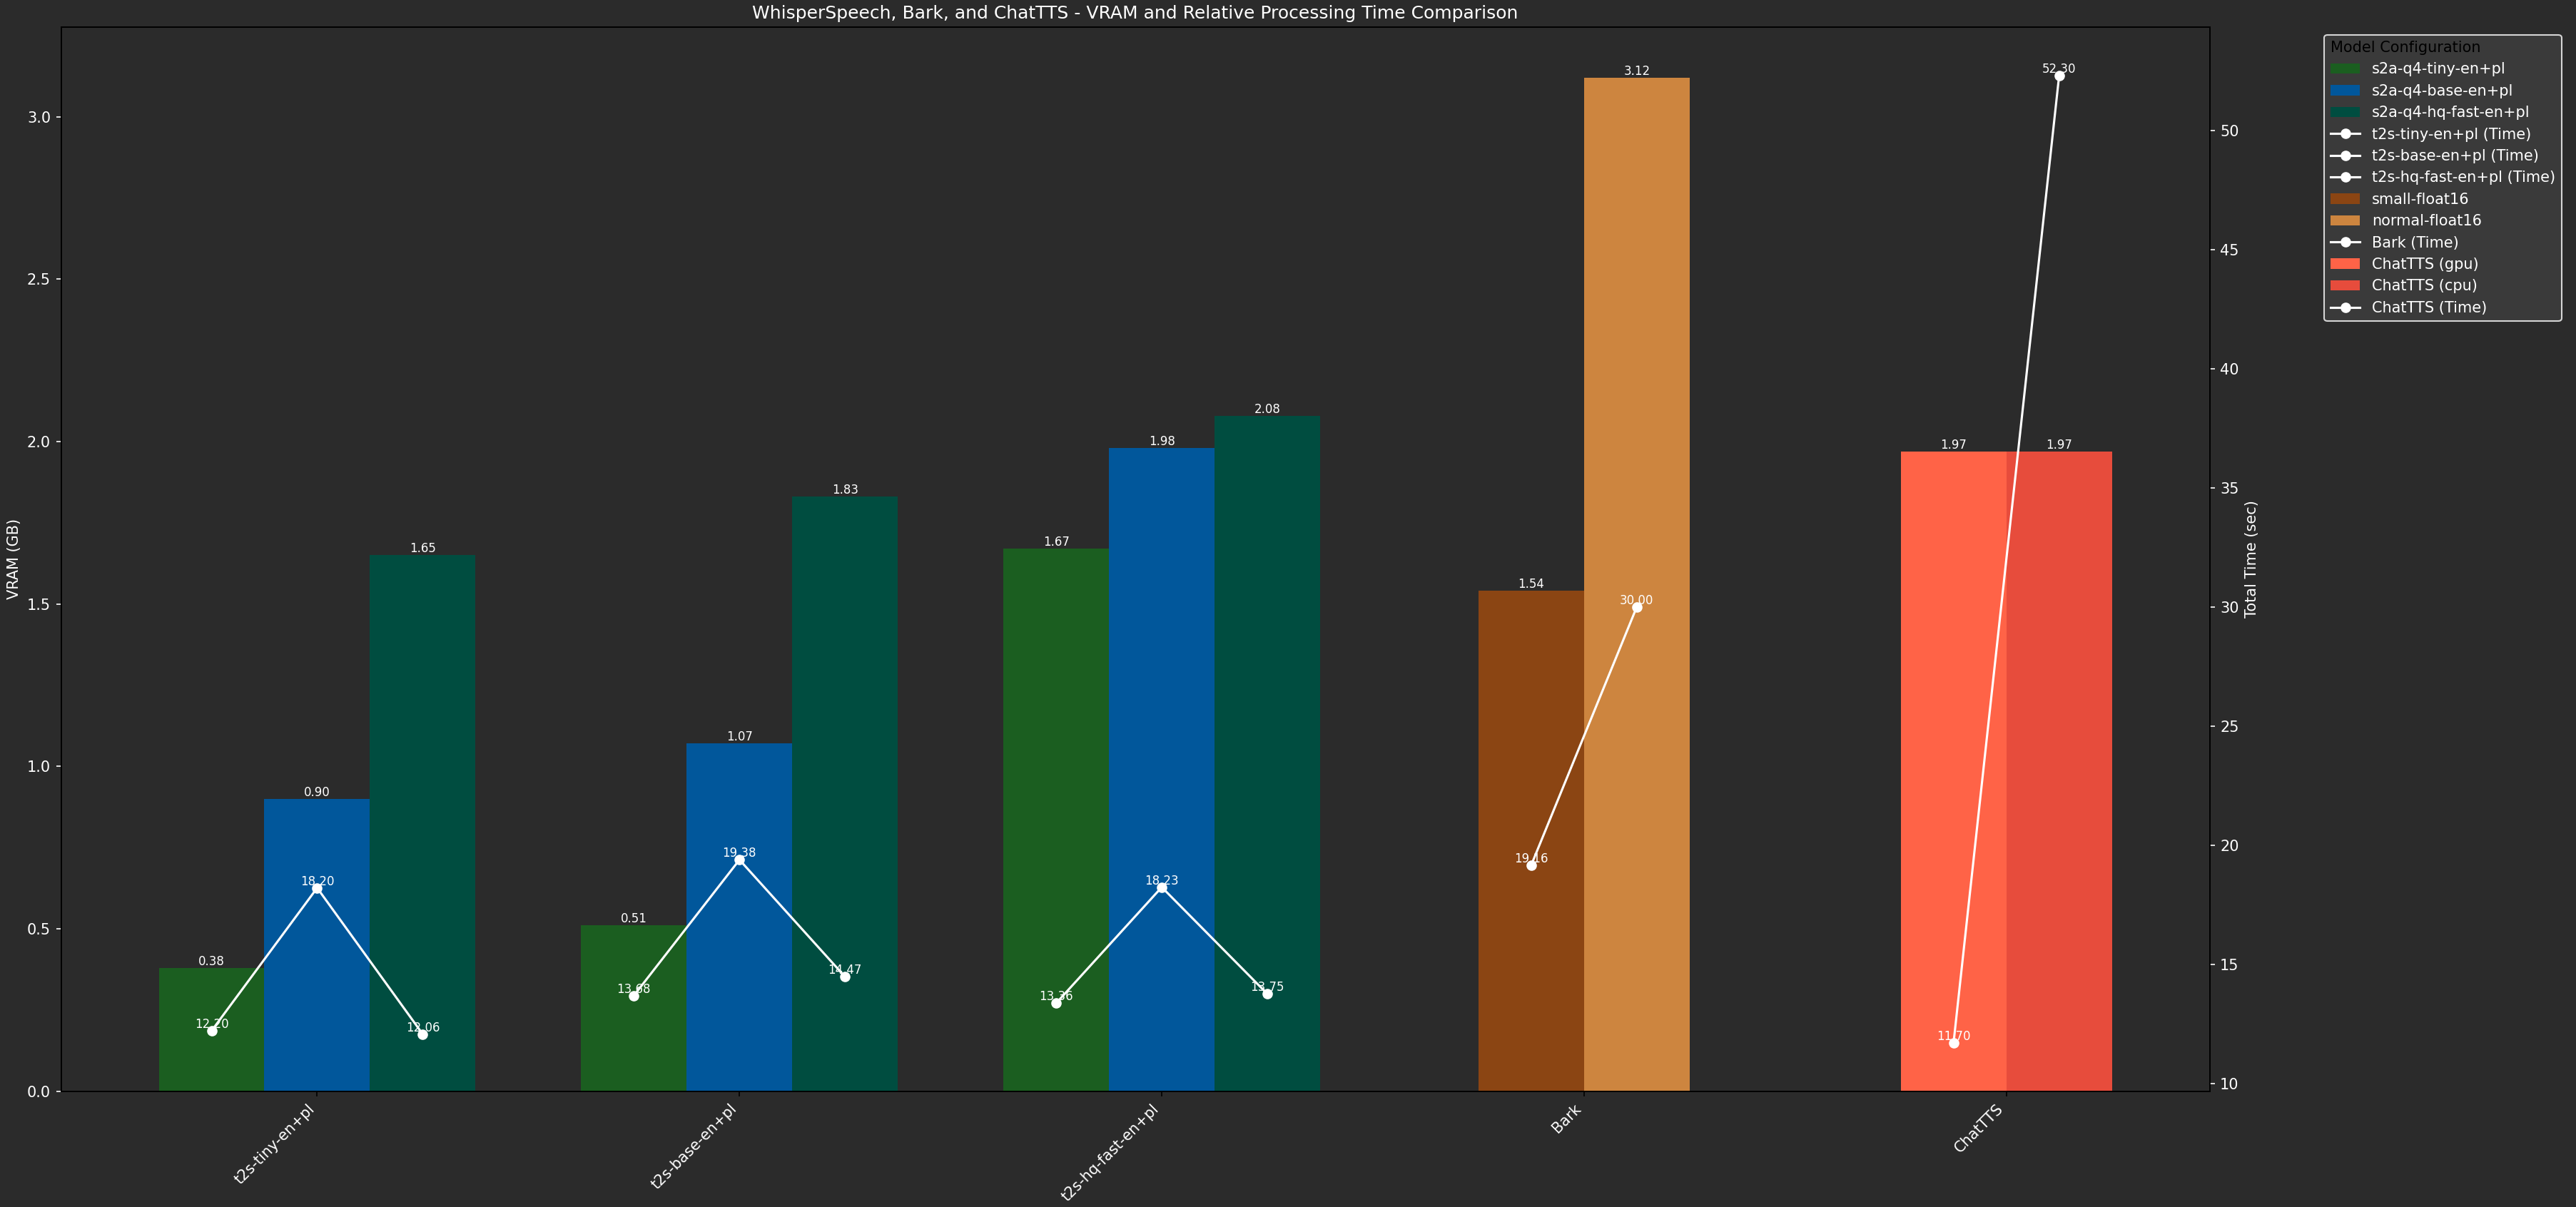 WhisperSpeech, Bark, and ChatTTS - VRAM and Relative Processing Time Comparison
VRAM (GB)
3.0
2.5
2.0
1.5
1.0
0.5
0.0
0.38
0.90
1.65
12.20
18.20
12.06
0.51
1.07
1.83
13.68
19.38
14.47
1.67
1.98
2.08
13.36
18.23
13.75
1.54
3.12
19.16
30.00
1.97
1.97
11.70
52.30
t2s-tiny-en+pl
t2s-base-en+pl
t2s-hq-fast-en+pl
Bark
ChatTTS
50
45
40
35
30
25
20
15
10
Total Time (sec)
Model Configuration
s2a-q4-tiny-en+pl
s2a-q4-base-en+pl
s2a-q4-hq-fast-en+pl
t2s-tiny-en+pl (Time)
t2s-base-en+pl (Time)
t2s-hq-fast-en+pl (Time)
small-float16
normal-float16
Bark (Time)
ChatTTS (gpu)
ChatTTS (cpu)
ChatTTS (Time)